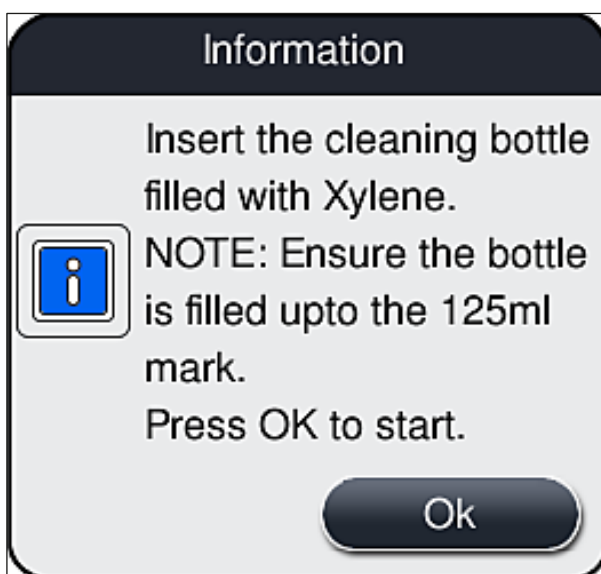 Information
Insert the cleaning bottle
filled with Xylene.
NOTE: Ensure the bottle
is filled upto the 125ml
mark.
Press OK to start.
Ok